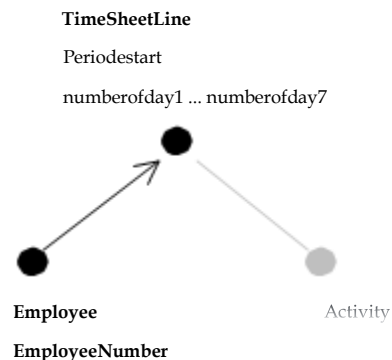 TimeSheetLine
Periodestart
numberofday1 ... numberofday7
Employee
Activity
EmployeeNumber